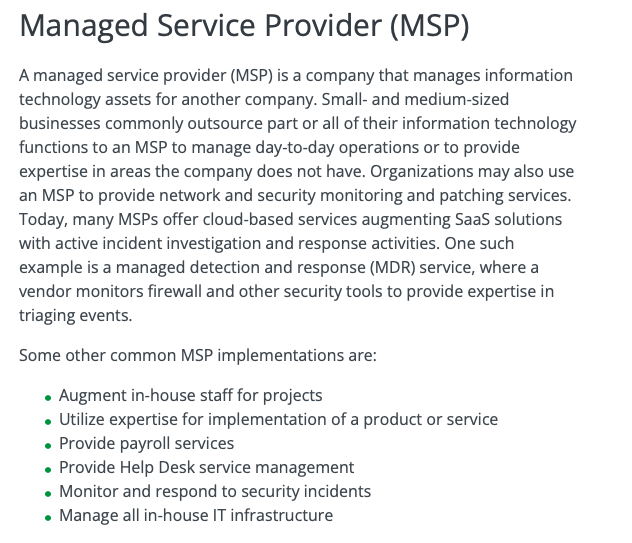 Managed Service Provider (MSP)
A managed service provider (MSP) is a company that manages information
technology assets for another company. Small- and medium-sized
businesses commonly outsource part or all of their information technology
functions to an MSP to manage day-to-day operations or to provide
expertise in areas the company does not have. Organizations may also use
an MSP to provide network and security monitoring and patching services.
Today, many MSPs offer cloud-based services augmenting SaaS solutions
with active incident investigation and response activities. One such
example is a managed detection and response (MDR) service, where a
vendor monitors firewall and other security tools to provide expertise in
triaging events.
Some other common MSP implementations are:
• Augment in-house staff for projects
• Utilize expertise for implementation of a product or service
• Provide payroll services
• Provide Help Desk service management
• Monitor and respond to security incidents
• Manage all in-house IT infrastructure